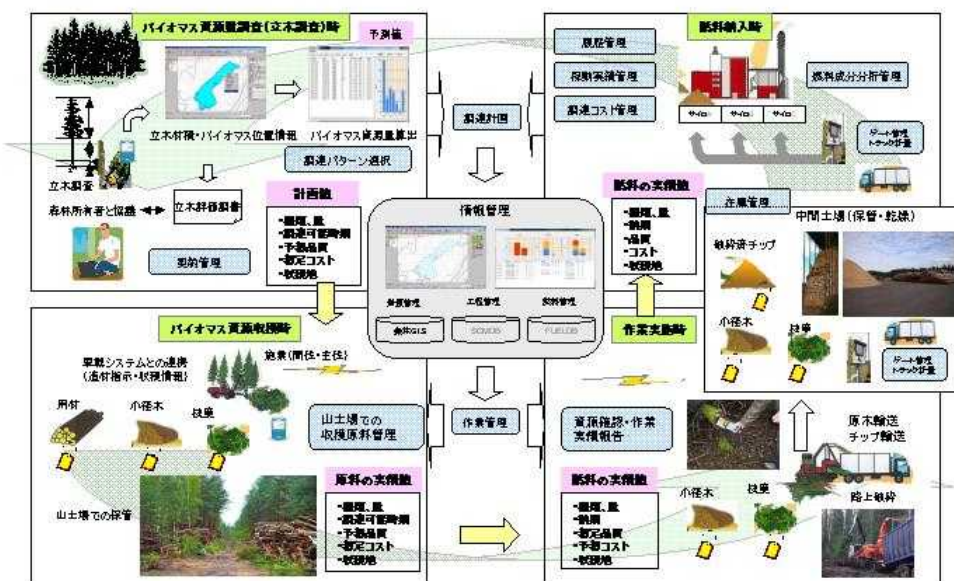 バイオマス資源量調査(立木調査)時
予測値
立木材積・バイオマス位置情報
バイオマス資源量算出
立木調査
調達パターン選択
森林所有者と協議
立木評価調書
契約管理
計画値
・種類、量
・調達可能時期
・予想品質
・想定コスト
・収穫地
調達計画
燃料納入時
履歴管理
稼動実績管理
調達コスト管理
燃料成分分析管理
サイロ
サイロ
サイロ
ゲート管理
トラック計量
燃料の実績値
・種類、量
・納期
・品質
・コスト
・収穫地
在庫管理
中間土場(保管・乾燥)
破砕済チップ
小径木
枝葉
ゲート管理
トラック計量
情報管理
工程管理
森林GIS
FUELDB
バイオマス資源収穫時
施業(間伐・主伐)
(造材指示・収穫情報)
用材
小径木
枝葉
山土場での
収穫原料管理
山土場での保管
原料の実績値
・種類、量
・調達可能時期
・予想品質
・想定コスト
・収穫地
作業管理
作業実施時
資源確認・作業
実績報告
燃料の実績値
・種類、量
・納期
・想定品質
・予想コスト
・収穫地
小径木
枝葉
原木輸送
チップ輸送
路上破砕